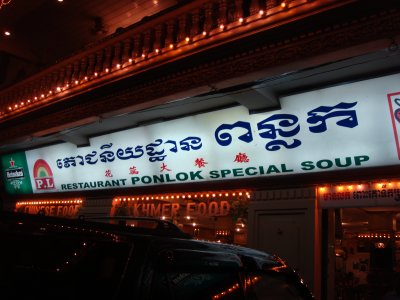 ភោជនីយដ្ឋាន ពន្លក
花蕊大餐廳
Heineken
P.L
RESTAURANT PONLOK SPECIAL SOUP
CHINESE FOOD
KHMER FOOD